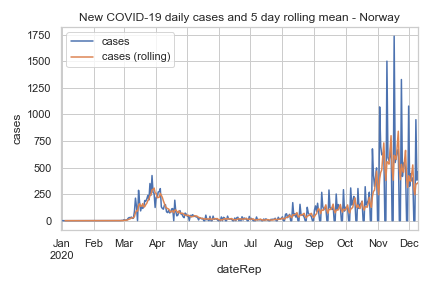 New COVID-19 daily cases and 5 day rolling mean - Norway
cases
cases (rolling)
1750
1500
1250
1000
750
500
250
0
cases
Jan Feb Mar Apr May Jun Jul Aug Sep Oct Nov Dec
2020
dateRep